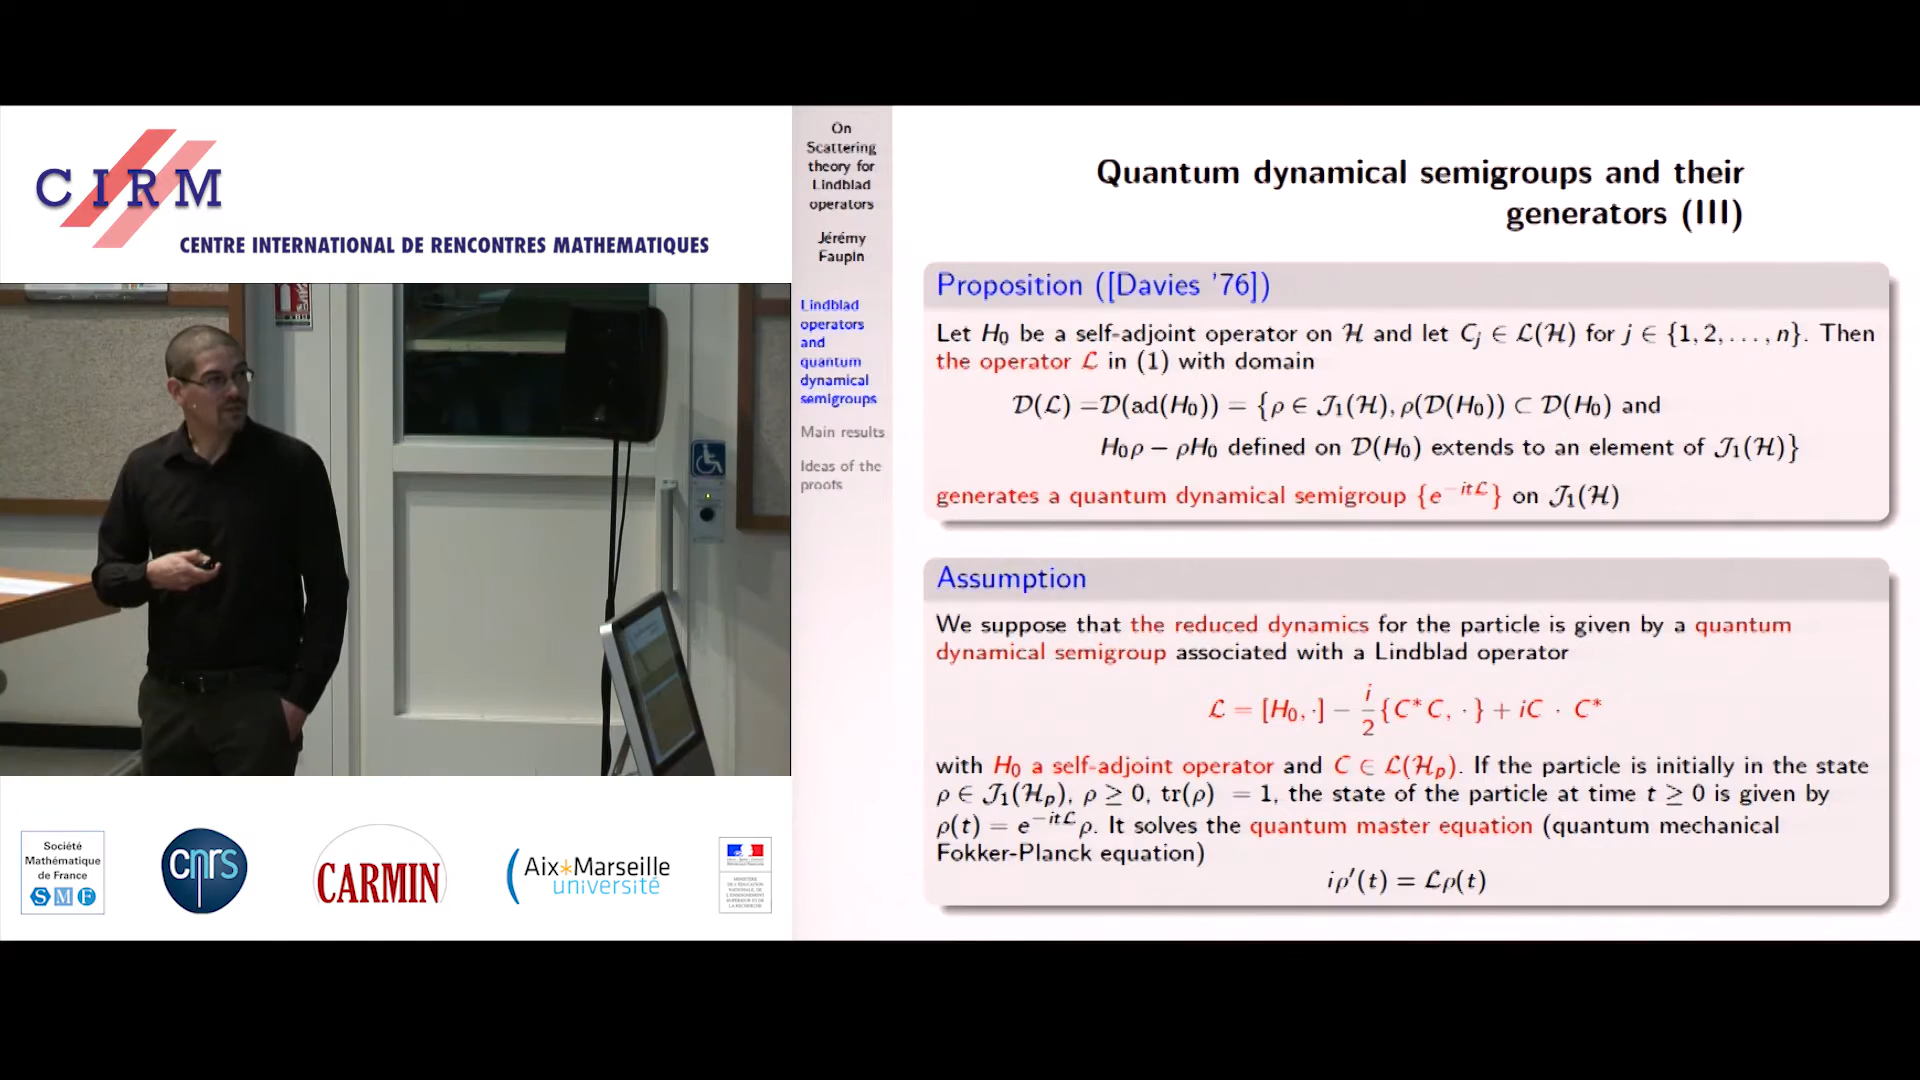 CIRM
CENTRE INTERNATIONAL DE RENCONTRES MATHEMATIQUES
Société
Mathématique
de France
S M F
cnrs
CARMIN
Aix*Marseille
université
On
Scattering
theory for
Lindblad
operators
Jérémy
Faupin
Lindblad
operators
and
quantum
dynamical
semigroups
Main results
Ideas of the
proofs
Quantum dynamical semigroups and their
generators (III)
Proposition ([Davies '76])
Let H₀ be a self-adjoint operator on ℋ and let Cⱼ ∈ ℒ(ℋ) for j ∈ {1, 2, . . . , n}. Then
the operator ℒ in (1) with domain
𝒟(ℒ) =𝒟(ad(H₀)) = {ρ ∈ 𝒥₁(ℋ), ρ(𝒟(H₀)) ⊂ 𝒟(H₀) and
H₀ρ − ρH₀ defined on 𝒟(H₀) extends to an element of 𝒥₁(ℋ)}
generates a quantum dynamical semigroup {e^{−itℒ}} on 𝒥₁(ℋ)
Assumption
We suppose that the reduced dynamics for the particle is given by a quantum
dynamical semigroup associated with a Lindblad operator
ℒ = [H₀, ·] − i/2 {C*C, · } + iC · C*
with H₀ a self-adjoint operator and C ∈ ℒ(ℋₚ). If the particle is initially in the state
ρ ∈ 𝒥₁(ℋₚ), ρ ≥ 0, tr(ρ) = 1, the state of the particle at time t ≥ 0 is given by
ρ(t) = e^{−itℒ}ρ. It solves the quantum master equation (quantum mechanical
Fokker-Planck equation)
iρ′(t) = ℒρ(t)